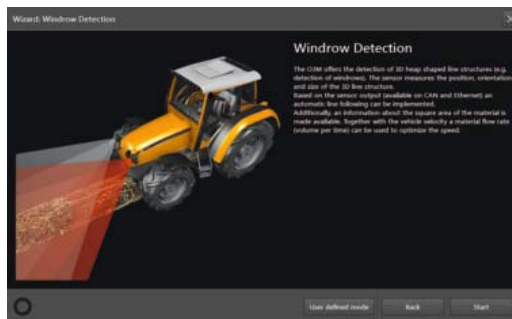 Wizard: Windrow Detection
Windrow Detection
The O3M offers the detection of 3D heap shaped line structures (e.g.
detection of windrows). The sensor measures the position, orientation
and size of the 3D line structure.
Based on the sensor output (available on CAN and Ethernet) an
automatic line following can be implemented.
Additionally, an information about the square area of the material is
made available. Together with the vehicle velocity a material flow rate
(volume per time) can be used to optimize the speed.
User defined mode
Back
Start